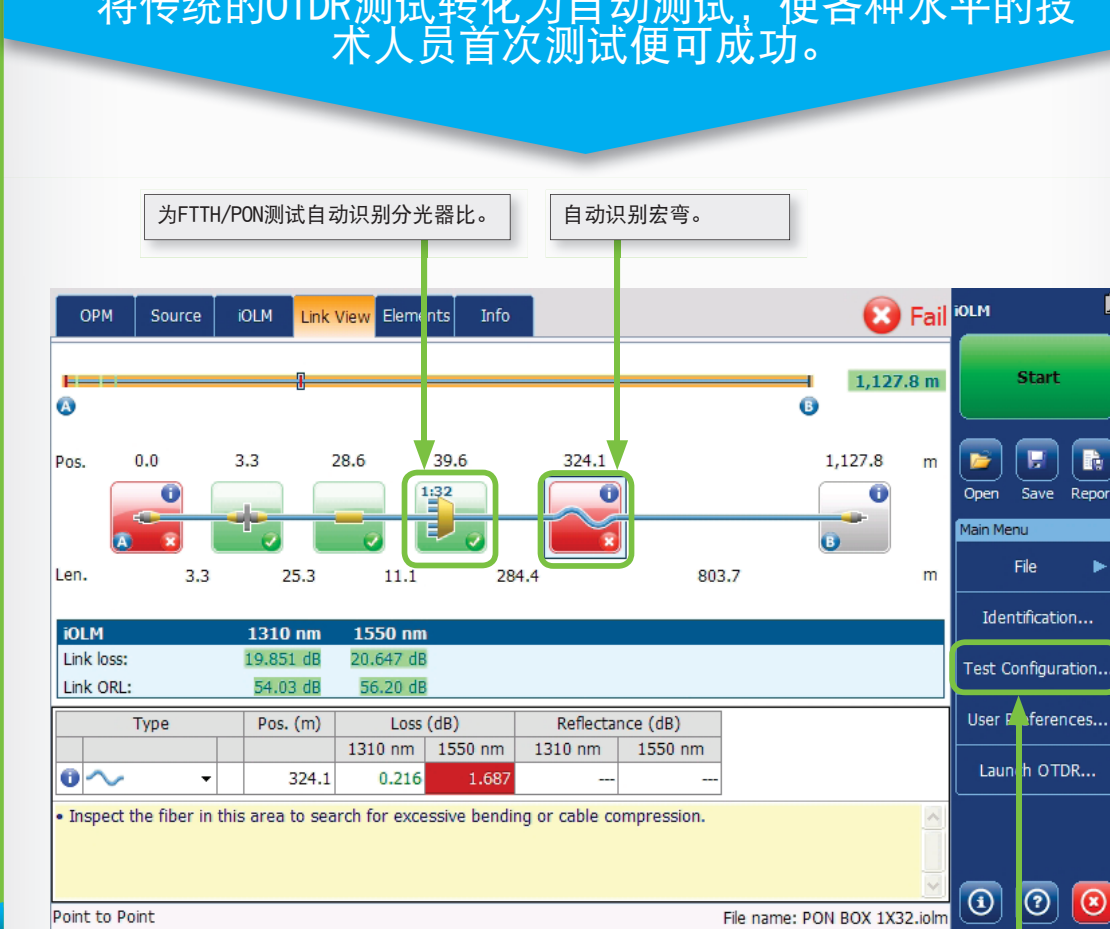 将传统的OTDR测试转化为自动测试，使各种水平的技
术人员首次测试便可成功。
为FTTH/PON测试自动识别分光器比。
自动识别宏弯。
OPM Source iOLM Link View Elements Info
Fail
1,127.8 m
A B
Pos. 0.0 3.3 28.6 39.6 324.1 1,127.8 m
1:32
A B
Len. 3.3 25.3 11.1 284.4 803.7 m
iOLM 1310 nm 1550 nm
Link loss: 19.851 dB 20.647 dB
Link ORL: 54.03 dB 56.20 dB
Type Pos. (m) Loss (dB) Reflectance (dB)
1310 nm 1550 nm 1310 nm 1550 nm
324.1 0.216 1.687 --- ---
• Inspect the fiber in this area to search for excessive bending or cable compression.
Point to Point File name: PON BOX 1X32.iolm
iOLM
Start
Open Save Repor
Main Menu
File
Identification...
Test Configuration...
User Preferences...
Launch OTDR...